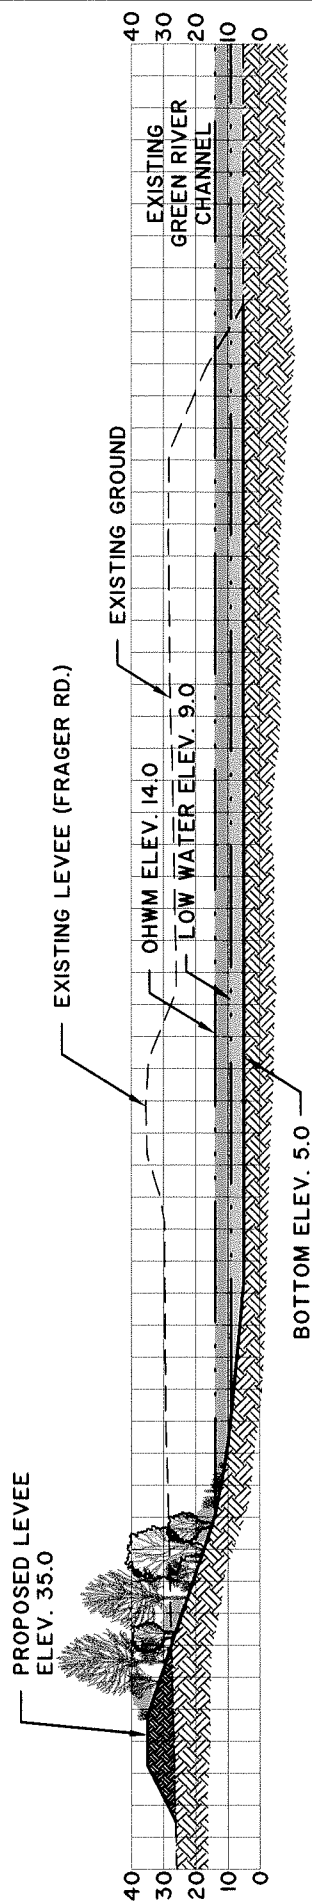 PROPOSED LEVEE
ELEV. 35.0
EXISTING LEVEE (FRAGER RD.)
EXISTING GROUND
OHWM ELEV. 14.0
LOW WATER ELEV. 9.0
EXISTING
GREEN RIVER
CHANNEL
BOTTOM ELEV. 5.0
40
30
20
10
0
40
30
20
10
0